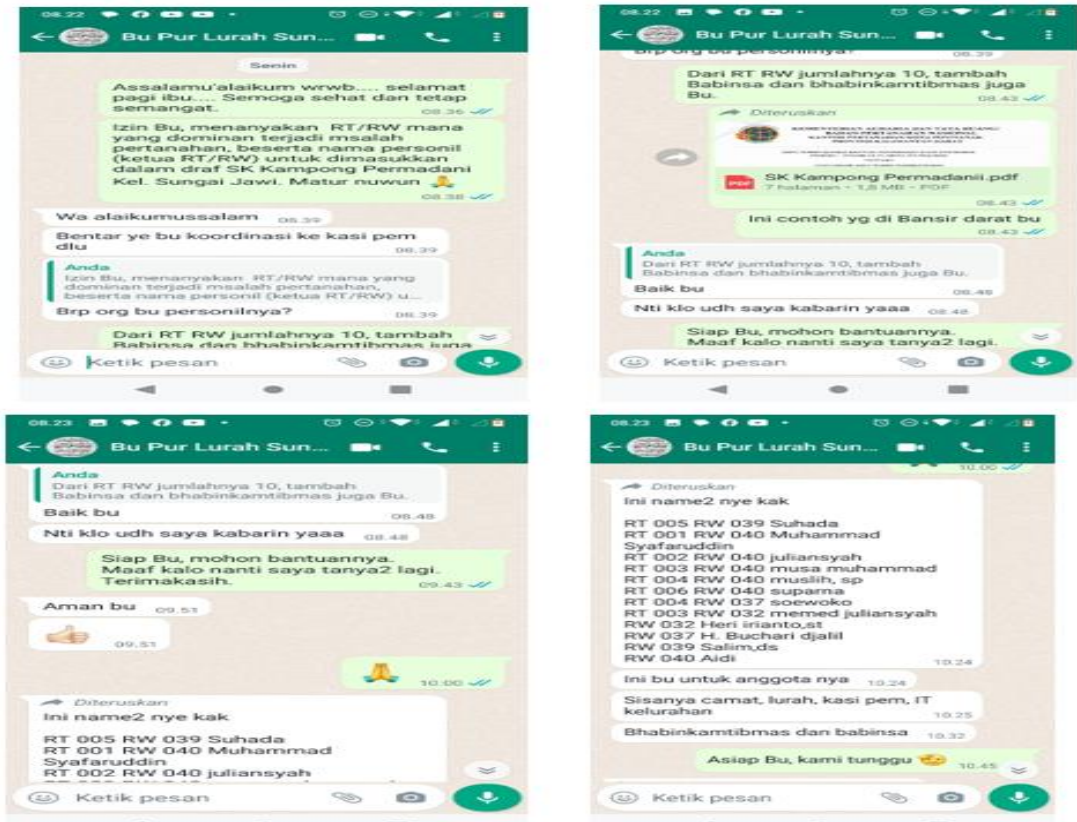 08.22
Bu Pur Lurah Sun...
Senin
Assalamu'alaikum wrwb.... selamat
pagi ibu.... Semoga sehat dan tetap
semangat.
08.36
Izin Bu, menanyakan RT/RW mana
yang dominan terjadi msalah
pertanahan, beserta nama personil
(ketua RT/RW) untuk dimasukkan
dalam draf SK Kampong Permadani
Kel. Sungai Jawi. Matur nuwun 🙏
08.38
Wa alaikumussalam 08.39
Bentar ye bu koordinasi ke kasi pem
dlu
08.39
Anda
Izin Bu, menanyakan RT/RW mana yang
dominan terjadi msalah pertanahan,
beserta nama personil (ketua RT/RW) u...
Brp org bu personilnya? 08.39
Dari RT RW jumlahnya 10, tambah
Babinsa dan bhabinkamtibmas juga
Ketik pesan
08.22
Bu Pur Lurah Sun...
Brp org bu personilnya? 08.39
Dari RT RW jumlahnya 10, tambah
Babinsa dan bhabinkamtibmas juga
Bu.
08.43
Diteruskan
KEMENTERIAN AGRARIA DAN TATA RUANG/
BADAN PERTANAHAN NASIONAL
PDF
SK Kampong Permadanii.pdf
7 halaman • 1,8 MB • PDF
08.43
Ini contoh yg di Bansir darat bu
08.43
Anda
Dari RT RW jumlahnya 10, tambah
Babinsa dan bhabinkamtibmas juga Bu.
Baik bu
08.48
Nti klo udh saya kabarin yaaa 08.48
Siap Bu, mohon bantuannya.
Maaf kalo nanti saya tanya2 lagi.
Ketik pesan
08.23
Bu Pur Lurah Sun...
Anda
Dari RT RW jumlahnya 10, tambah
Babinsa dan bhabinkamtibmas juga Bu.
Baik bu
08.48
Nti klo udh saya kabarin yaaa 08.48
Siap Bu, mohon bantuannya.
Maaf kalo nanti saya tanya2 lagi.
Terimakasih.
09.43
Aman bu 09.51
👍🏻
09.51
🙏
10.00
Diteruskan
Ini name2 nye kak
RT 005 RW 039 Suhada
RT 001 RW 040 Muhammad
Syafaruddin
RT 002 RW 040 juliansyah
Ketik pesan
08.23
Bu Pur Lurah Sun...
10.00
Diteruskan
Ini name2 nye kak
RT 005 RW 039 Suhada
RT 001 RW 040 Muhammad
Syafaruddin
RT 002 RW 040 juliansyah
RT 003 RW 040 musa muhammad
RT 004 RW 040 muslih, sp
RT 006 RW 040 suparna
RT 004 RW 037 soewoko
RT 003 RW 032 memed juliansyah
RW 032 Heri irianto,st
RW 037 H. Buchari djalil
RW 039 Salim,ds
RW 040 Aidi
10.24
Ini bu untuk anggota nya 10.24
Sisanya camat, lurah, kasi pem, IT
kelurahan
10.25
Bhabinkamtibmas dan babinsa 10.32
Asiap Bu, kami tunggu
10.45
Ketik pesan